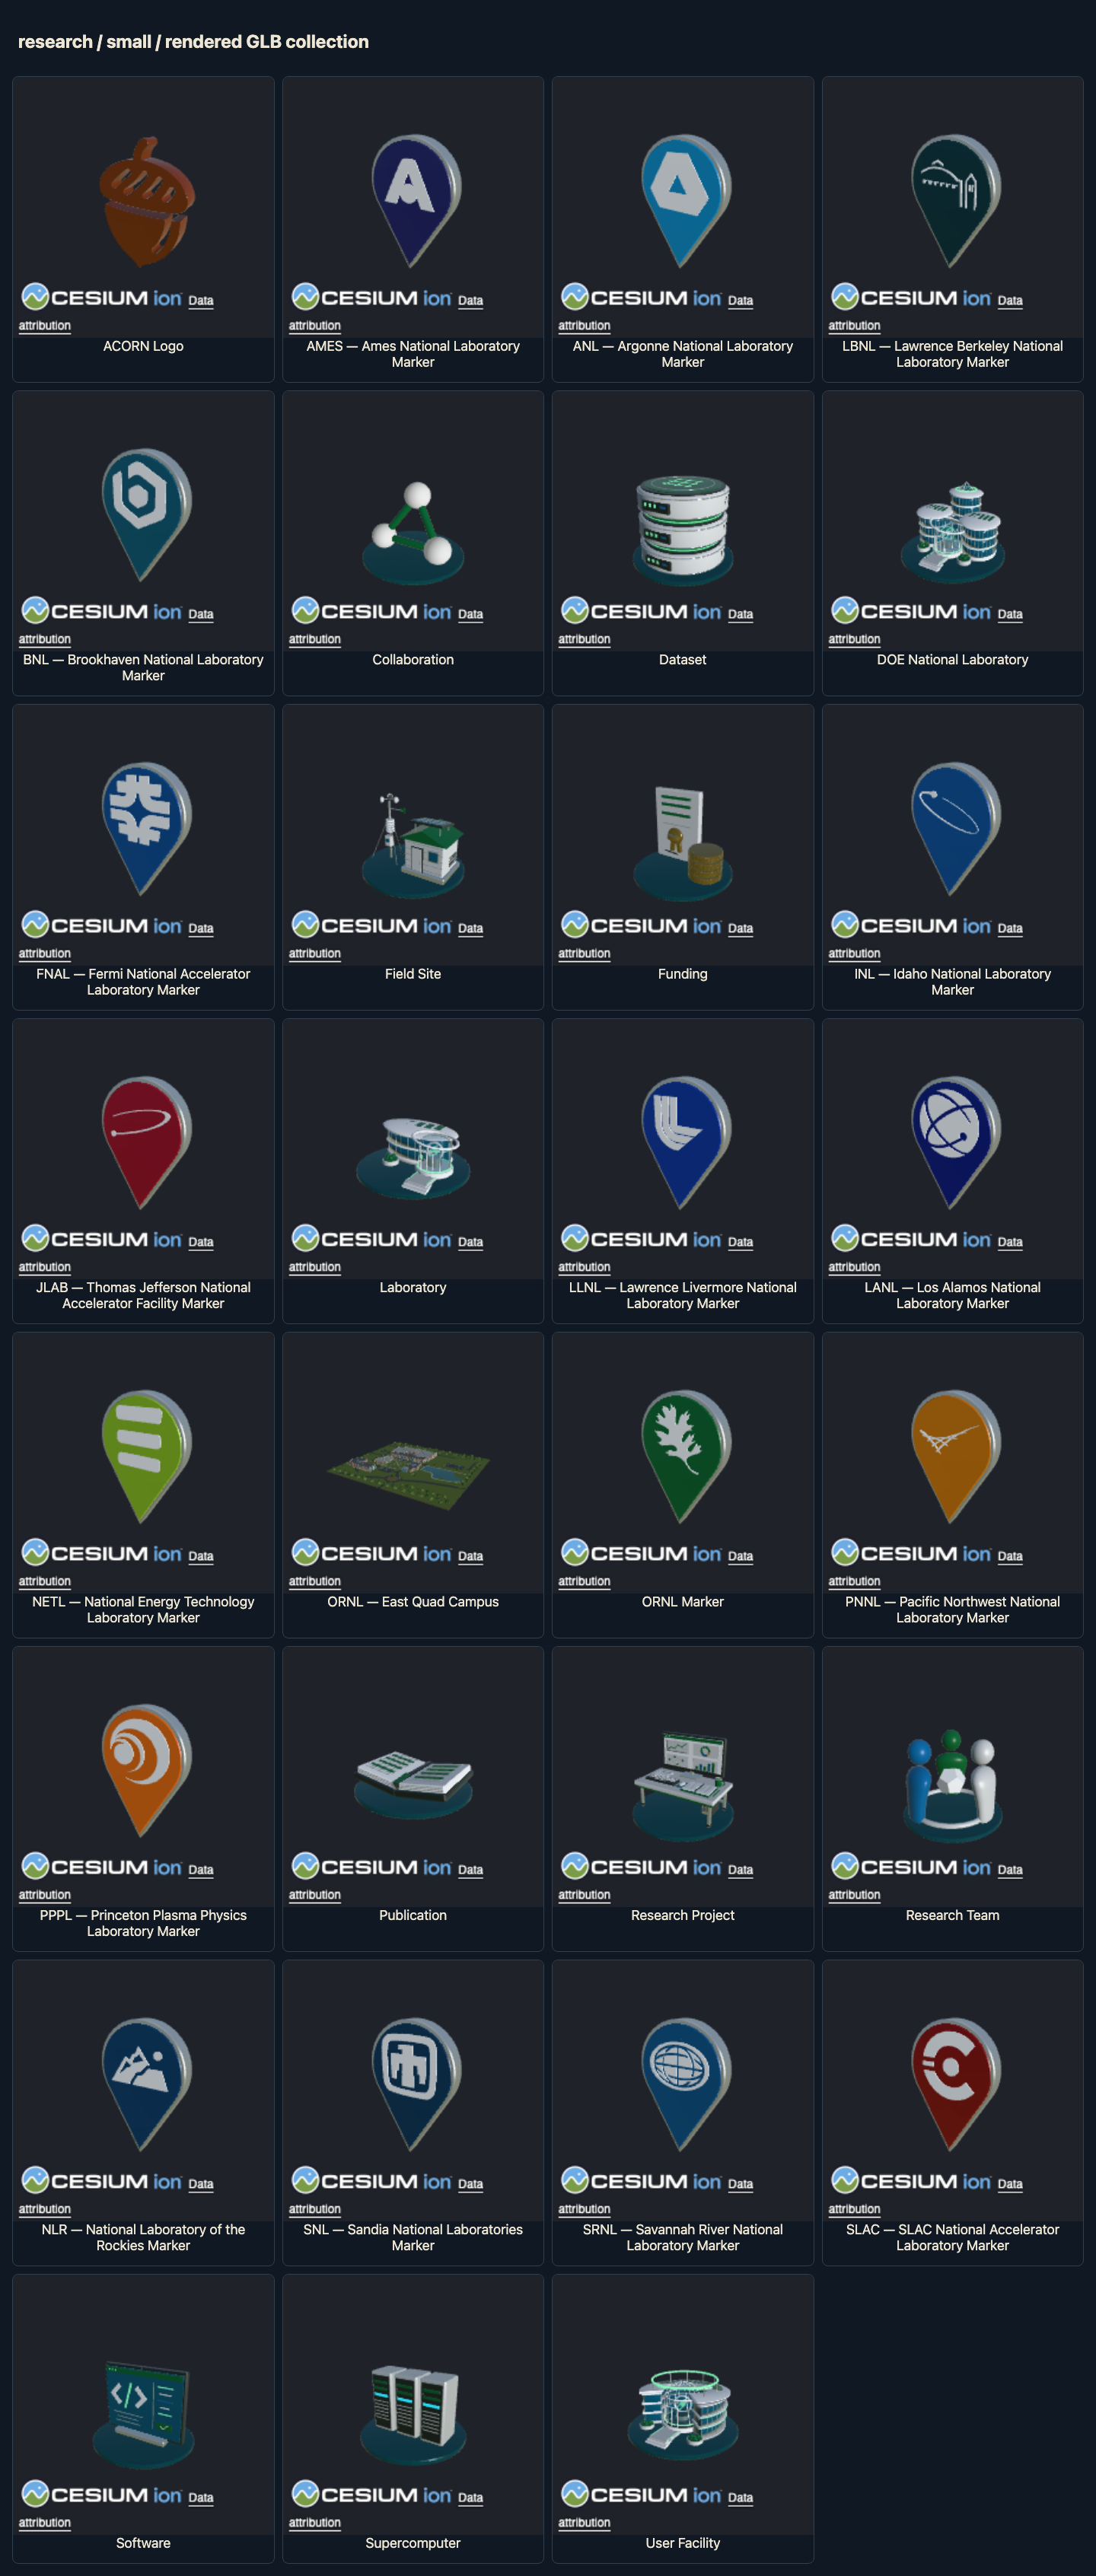 research / small / rendered GLB collection
CESIUM ion Data
attribution
ACORN Logo
A
CESIUM ion Data
attribution
AMES — Ames National Laboratory
Marker
CESIUM ion Data
attribution
ANL — Argonne National Laboratory
Marker
CESIUM ion Data
attribution
LBNL — Lawrence Berkeley National
Laboratory Marker
CESIUM ion Data
attribution
BNL — Brookhaven National Laboratory
Marker
CESIUM ion Data
attribution
Collaboration
CESIUM ion Data
attribution
Dataset
CESIUM ion Data
attribution
DOE National Laboratory
CESIUM ion Data
attribution
FNAL — Fermi National Accelerator
Laboratory Marker
CESIUM ion Data
attribution
Field Site
CESIUM ion Data
attribution
Funding
CESIUM ion Data
attribution
INL — Idaho National Laboratory
Marker
CESIUM ion Data
attribution
JLAB — Thomas Jefferson National
Accelerator Facility Marker
CESIUM ion Data
attribution
Laboratory
CESIUM ion Data
attribution
LLNL — Lawrence Livermore National
Laboratory Marker
CESIUM ion Data
attribution
LANL — Los Alamos National
Laboratory Marker
CESIUM ion Data
attribution
NETL — National Energy Technology
Laboratory Marker
CESIUM ion Data
attribution
ORNL — East Quad Campus
CESIUM ion Data
attribution
ORNL Marker
CESIUM ion Data
attribution
PNNL — Pacific Northwest National
Laboratory Marker
CESIUM ion Data
attribution
PPPL — Princeton Plasma Physics
Laboratory Marker
CESIUM ion Data
attribution
Publication
CESIUM ion Data
attribution
Research Project
CESIUM ion Data
attribution
Research Team
CESIUM ion Data
attribution
NLR — National Laboratory of the
Rockies Marker
CESIUM ion Data
attribution
SNL — Sandia National Laboratories
Marker
CESIUM ion Data
attribution
SRNL — Savannah River National
Laboratory Marker
CESIUM ion Data
attribution
SLAC — SLAC National Accelerator
Laboratory Marker
</>
CESIUM ion Data
attribution
Software
CESIUM ion Data
attribution
Supercomputer
CESIUM ion Data
attribution
User Facility